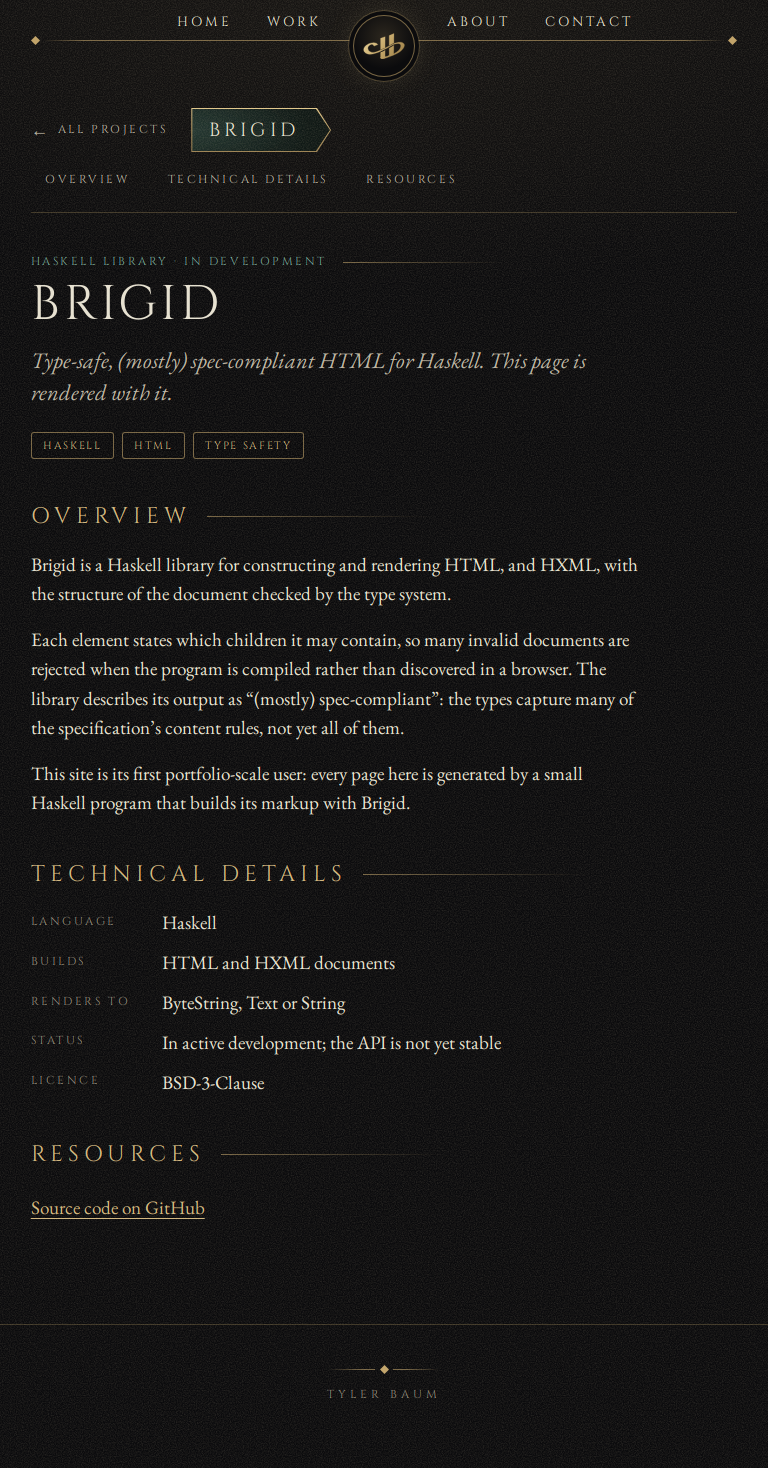 HOME WORK ABOUT CONTACT
← ALL PROJECTS BRIGID
OVERVIEW TECHNICAL DETAILS RESOURCES
HASKELL LIBRARY · IN DEVELOPMENT
BRIGID
Type-safe, (mostly) spec-compliant HTML for Haskell. This page is
rendered with it.
HASKELL HTML TYPE SAFETY
OVERVIEW
Brigid is a Haskell library for constructing and rendering HTML, and HXML, with
the structure of the document checked by the type system.
Each element states which children it may contain, so many invalid documents are
rejected when the program is compiled rather than discovered in a browser. The
library describes its output as “(mostly) spec-compliant”: the types capture many of
the specification’s content rules, not yet all of them.
This site is its first portfolio-scale user: every page here is generated by a small
Haskell program that builds its markup with Brigid.
TECHNICAL DETAILS
LANGUAGE Haskell
BUILDS HTML and HXML documents
RENDERS TO ByteString, Text or String
STATUS In active development; the API is not yet stable
LICENCE BSD-3-Clause
RESOURCES
Source code on GitHub
TYLER BAUM